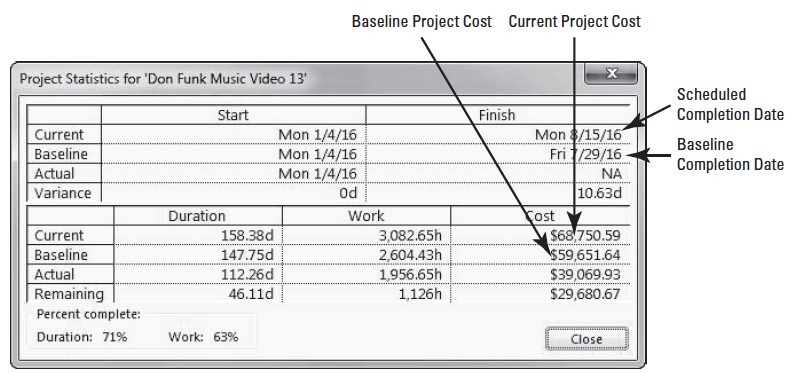 Baseline Project Cost Current Project Cost
Project Statistics for 'Don Funk Music Video 13'
X
Scheduled
Completion Date
Baseline
Completion Date
Start Finish
Current Mon 1/4/16 Mon 8/15/16
Baseline Mon 1/4/16 Fri 7/29/16
Actual Mon 1/4/16 NA
Variance 0d 10.63d
Duration Work Cost
Current 158.38d 3,082.65h $68,750.59
Baseline 147.75d 2,604.43h $59,651.64
Actual 112.26d 1,956.65h $39,069.93
Remaining 46.11d 1,126h $29,680.67
Percent complete:
Duration: 71% Work: 63%
Close